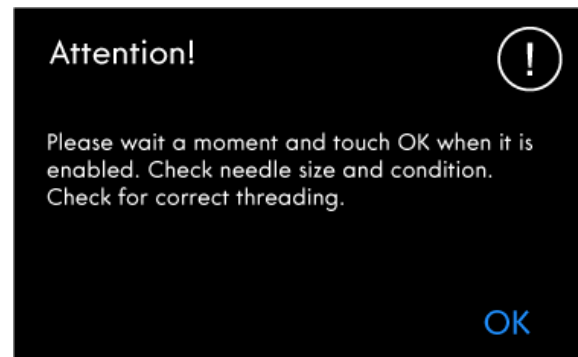 Attention!
!
Please wait a moment and touch OK when it is
enabled. Check needle size and condition.
Check for correct threading.
OK